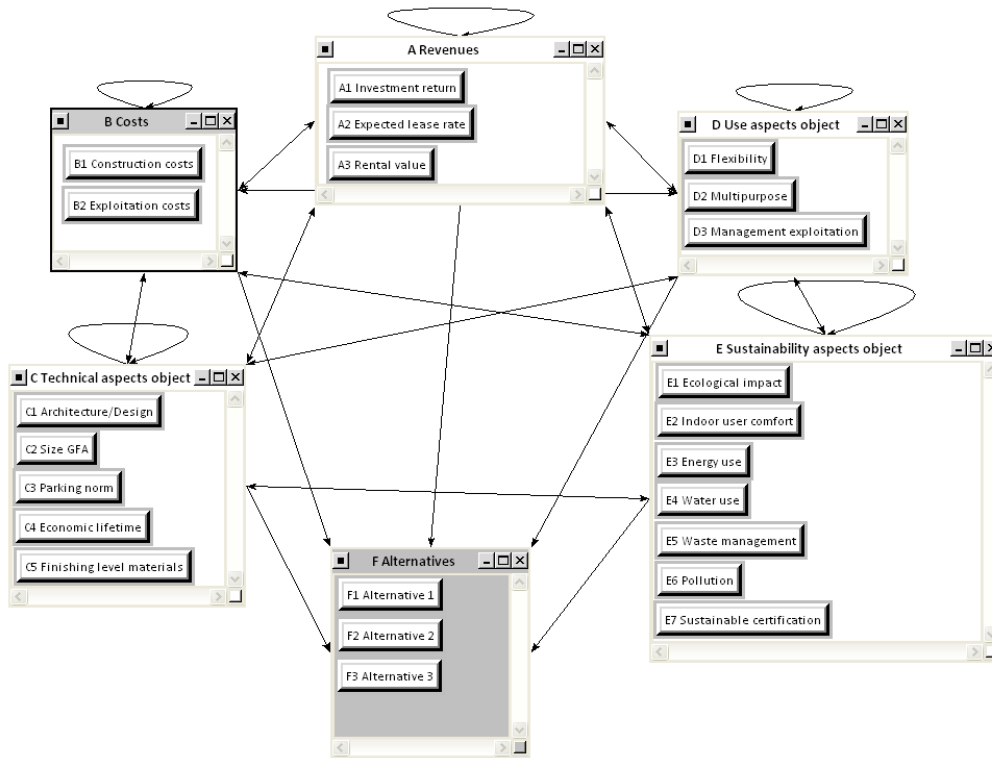 A Revenues
A1 Investment return
A2 Expected lease rate
A3 Rental value
B Costs
B1 Construction costs
B2 Exploitation costs
D Use aspects object
D1 Flexibility
D2 Multipurpose
D3 Management exploitation
C Technical aspects object
C1 Architecture/Design
C2 Size GFA
C3 Parking norm
C4 Economic lifetime
C5 Finishing level materials
E Sustainability aspects object
E1 Ecological impact
E2 Indoor user comfort
E3 Energy use
E4 Water use
E5 Waste management
E6 Pollution
E7 Sustainable certification
F Alternatives
F1 Alternative 1
F2 Alternative 2
F3 Alternative 3